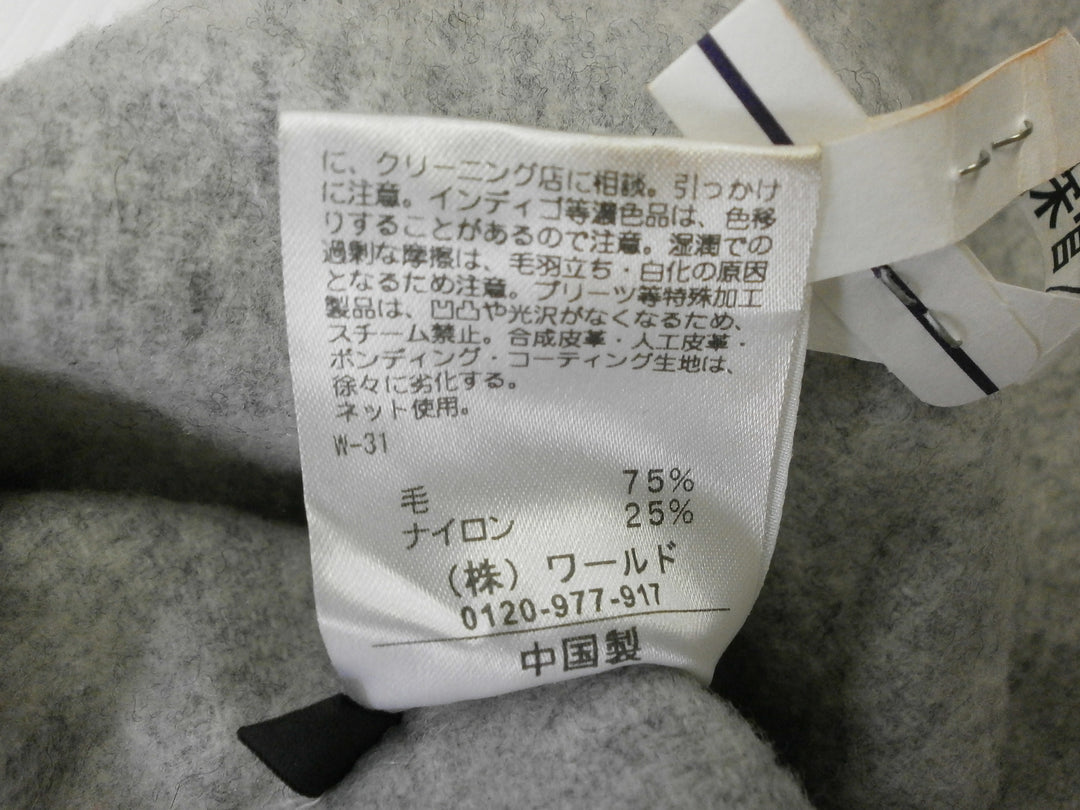 に、クリーニング店に相談。引っかけ
に注意。インディゴ等濃色品は、色移
りすることがあるので注意。湿潤での
過剰な摩擦は、毛羽立ち・白化の原因
となるため注意。プリーツ等特殊加工
製品は、凹凸や光沢がなくなるため、
スチーム禁止。合成皮革・人工皮革・
ボンディング・コーティング生地は、
徐々に劣化する。
ネット使用。
W-31
毛 75%
ナイロン 25%
（株）ワールド
0120-977-917
中国製